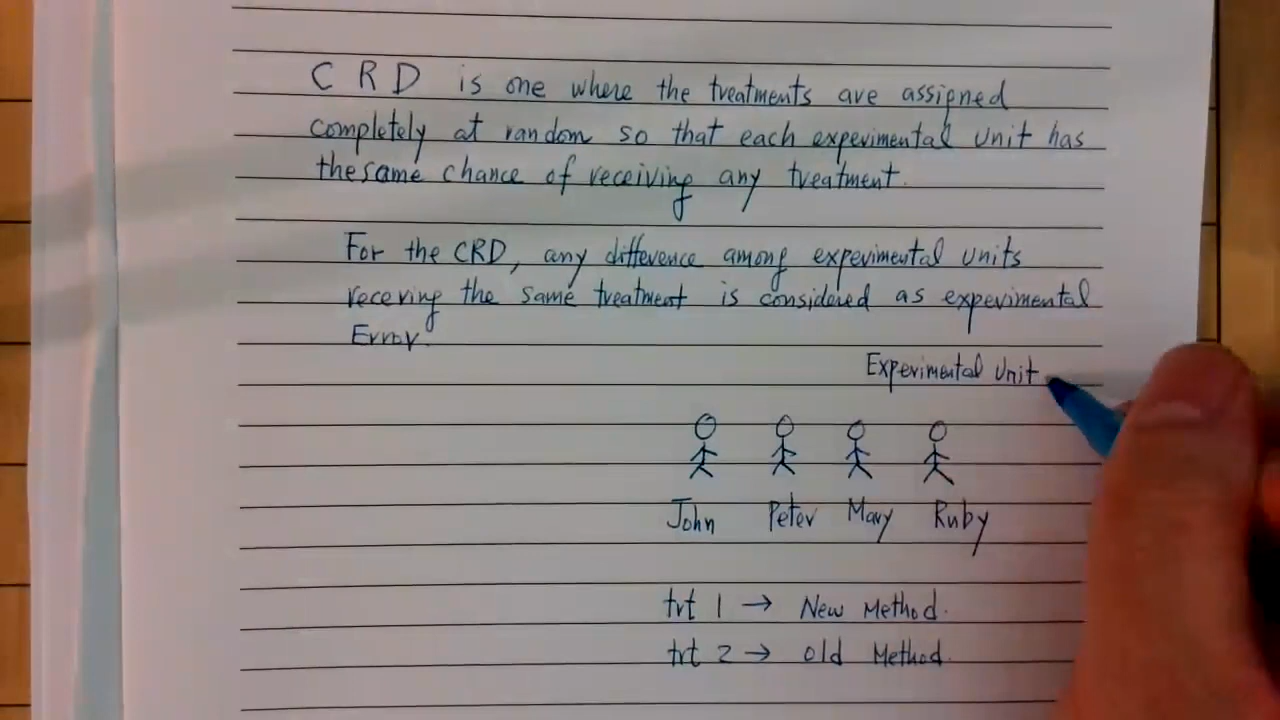 C R D is one where the treatments are assigned
completely at random so that each experimental unit has
the same chance of receiving any treatment.
For the CRD, any difference among experimental units
receving the same treatment is considered as experimental
Error.
Experimental Unit
John Peter Mary Ruby
trt 1 → New Method.
trt 2 → Old Method.